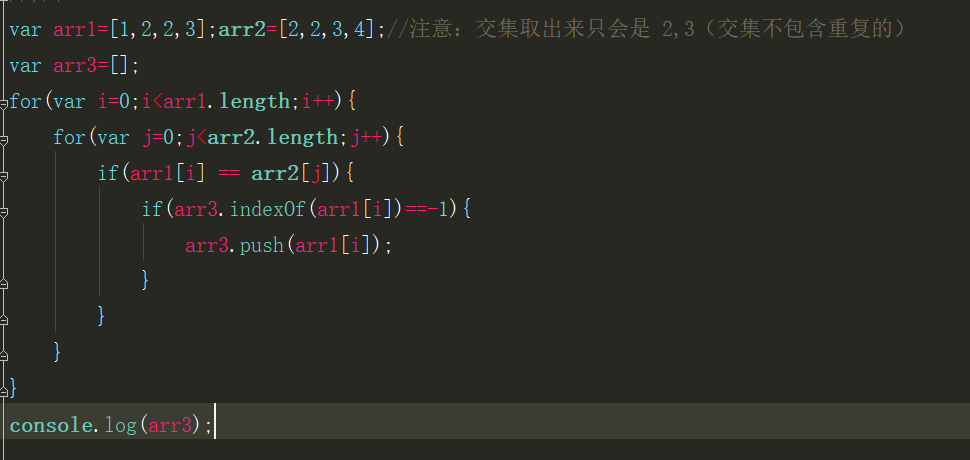 var arr1=[1,2,2,3];arr2=[2,2,3,4];//注意：交集取出来只会是 2,3（交集不包含重复的）
var arr3=[];
for(var i=0;i<arr1.length;i++){
    for(var j=0;j<arr2.length;j++){
        if(arr1[i] == arr2[j]){
            if(arr3.indexOf(arr1[i])==-1){
                arr3.push(arr1[i]);
            }
        }
    }
}
console.log(arr3);